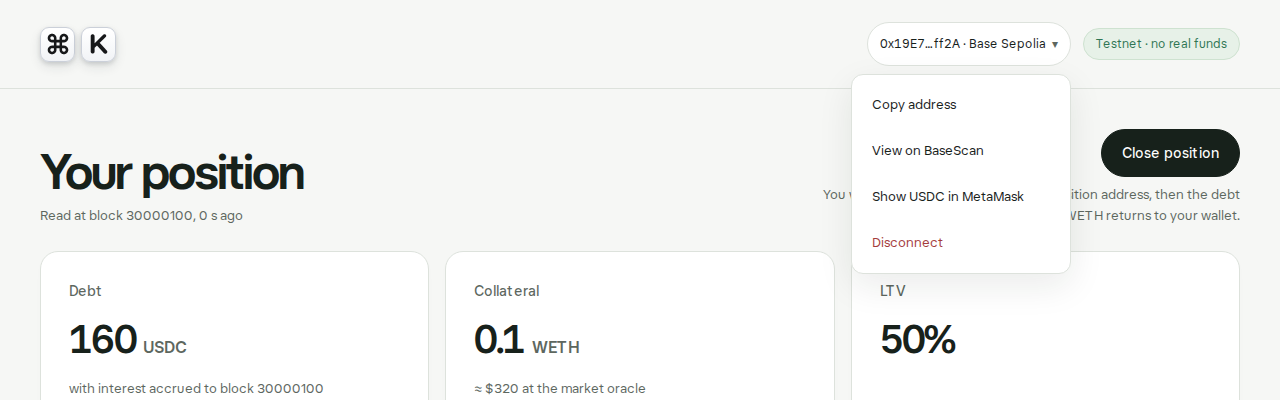 ⌘ K
0x19E7…ff2A · Base Sepolia ▾
Testnet · no real funds
Copy address
View on BaseScan
Show USDC in MetaMask
Disconnect
Close position
Your position
You
address, then the debt
Read at block 30000100, 0 s ago
returns to your wallet.
Debt
160 USDC
with interest accrued to block 30000100
Collateral
0.1 WETH
≈ $320 at the market oracle
LTV
50%